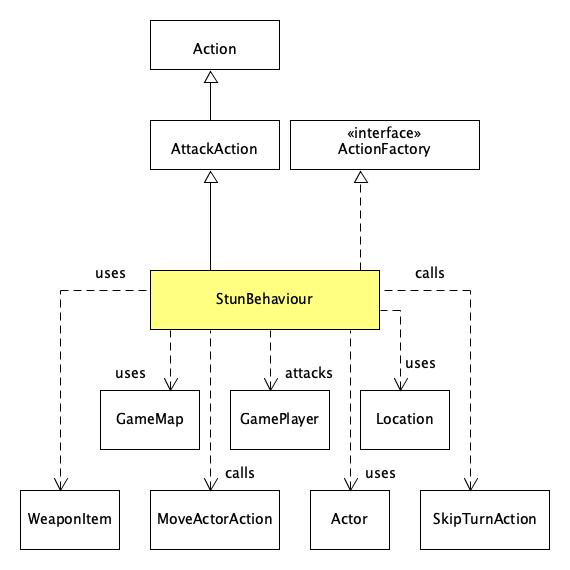 Action
AttackAction
«interface»
ActionFactory
uses
calls
StunBehaviour
uses
attacks
uses
GameMap
GamePlayer
Location
calls
uses
WeaponItem
MoveActorAction
Actor
SkipTurnAction